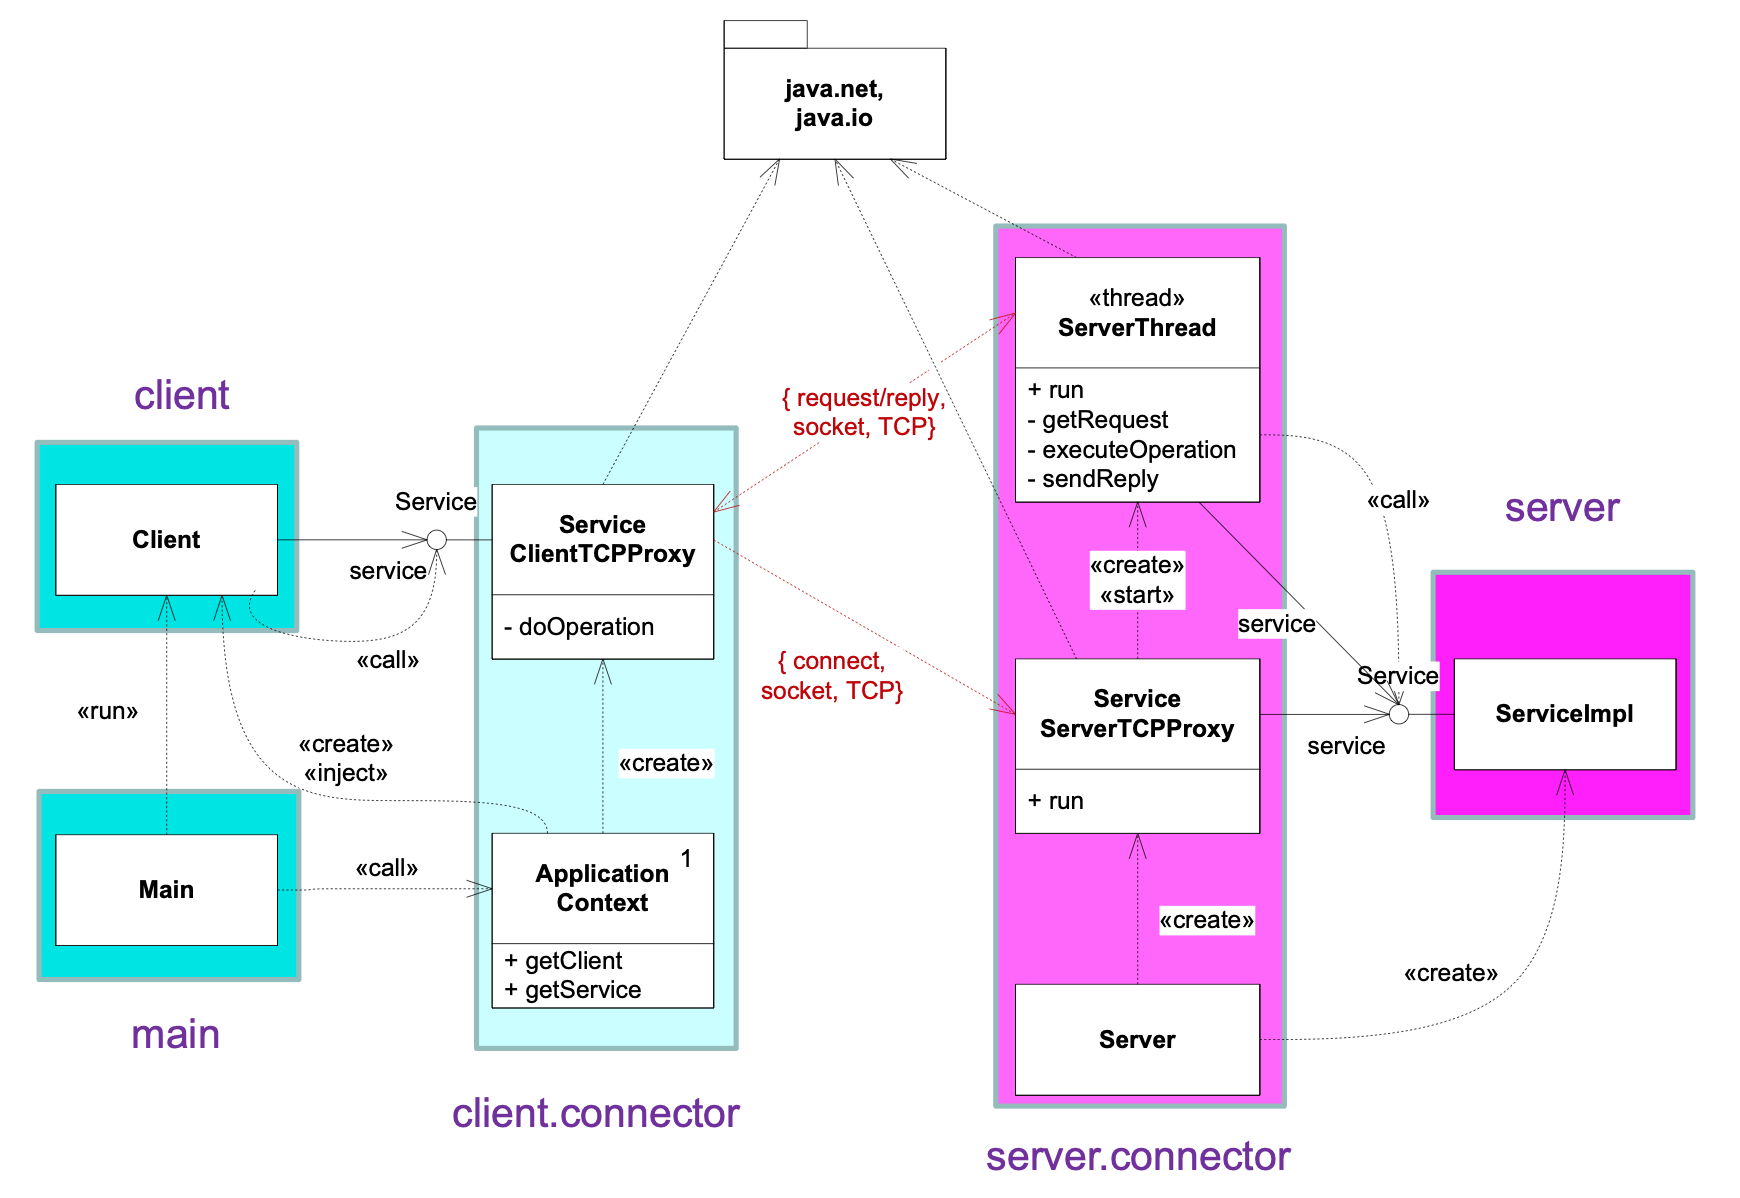 java.net,
java.io
«thread»
ServerThread
+ run
- getRequest
- executeOperation
- sendReply
{ request/reply,
socket, TCP}
client
Client
Service
service
«call»
Service
ClientTCPProxy
- doOperation
«create»
«start»
«call»
server
service
Service
service
ServiceImpl
{ connect,
socket, TCP}
Service
ServerTCPProxy
+ run
«run»
«create»
«inject»
«create»
Main
«call»
Application
Context
1
+ getClient
+ getService
«create»
«create»
Server
main
client.connector
server.connector